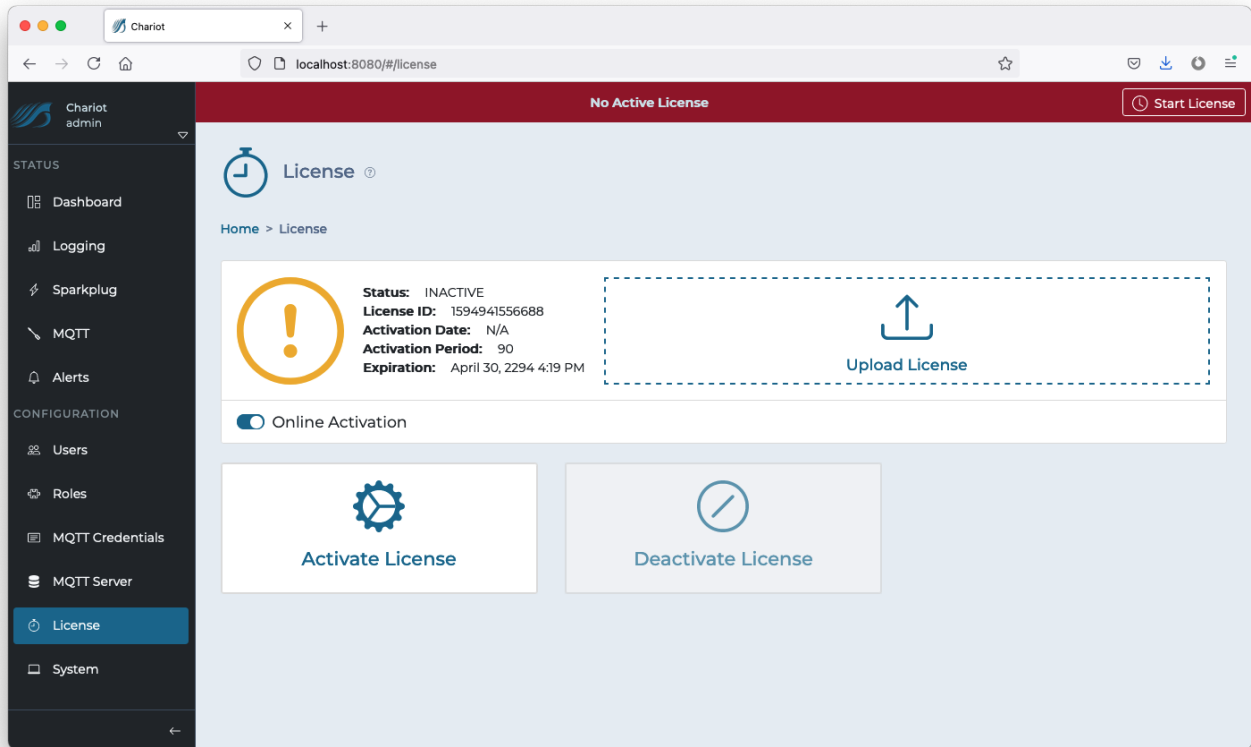 Chariot
localhost:8080/#/license
Chariot
admin
No Active License
Start License
STATUS
Dashboard
Logging
Sparkplug
MQTT
Alerts
CONFIGURATION
Users
Roles
MQTT Credentials
MQTT Server
License
System
License ?
Home > License
Status: INACTIVE
License ID: 1594941556688
Activation Date: N/A
Activation Period: 90
Expiration: April 30, 2294 4:19 PM
Upload License
Online Activation
Activate License
Deactivate License